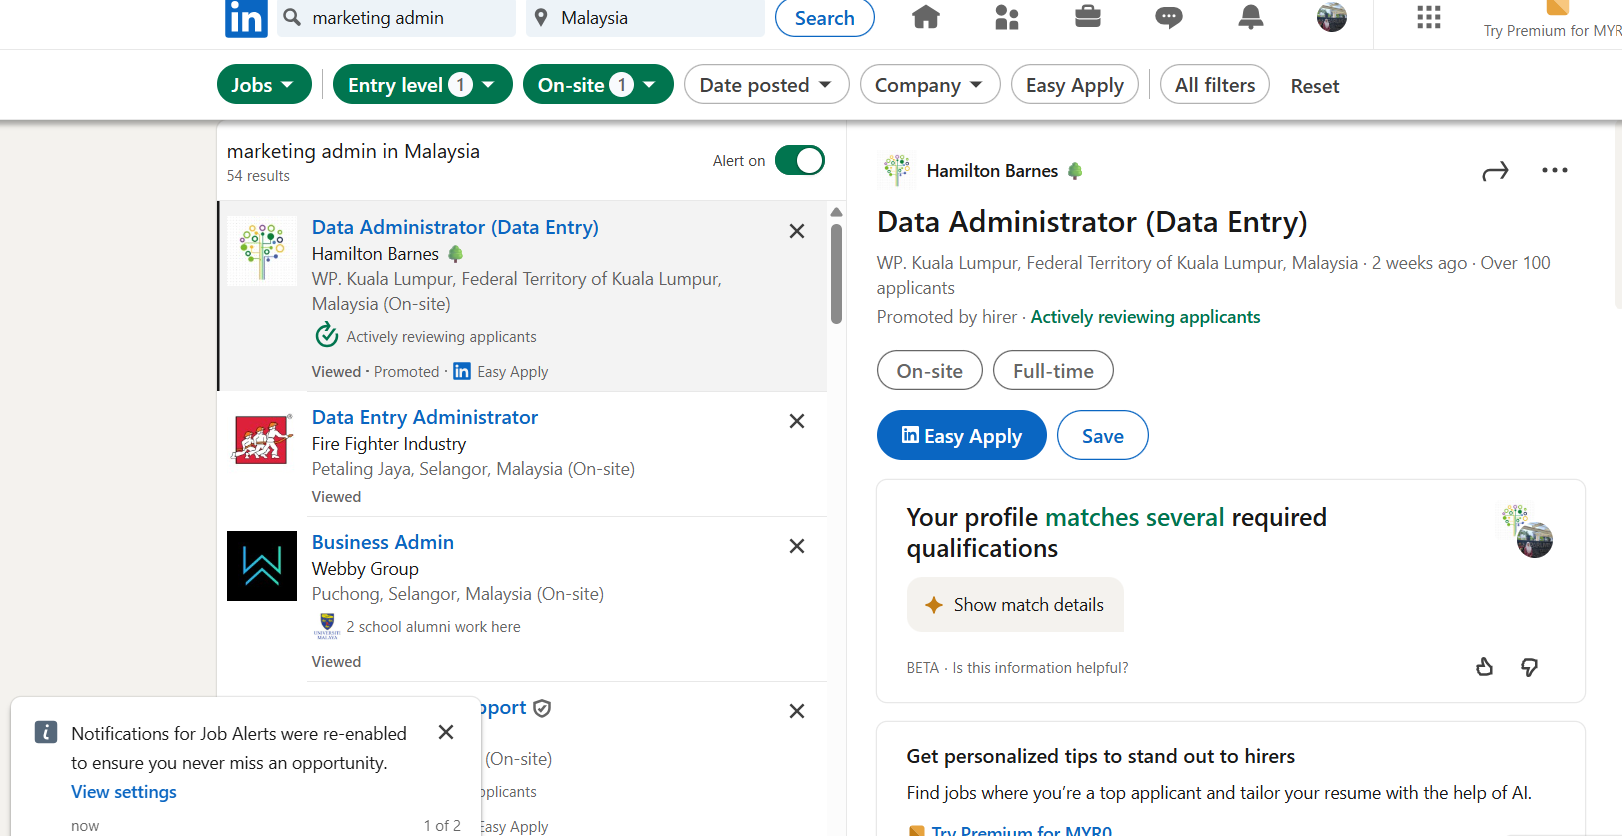 in
marketing admin
Malaysia
Search
Try Premium for MYR
Jobs
Entry level 1
On-site 1
Date posted
Company
Easy Apply
All filters
Reset
marketing admin in Malaysia
54 results
Alert on
Data Administrator (Data Entry)
Hamilton Barnes
WP. Kuala Lumpur, Federal Territory of Kuala Lumpur,
Malaysia (On-site)
Actively reviewing applicants
Viewed · Promoted · in Easy Apply
Data Entry Administrator
Fire Fighter Industry
Petaling Jaya, Selangor, Malaysia (On-site)
Viewed
Business Admin
Webby Group
Puchong, Selangor, Malaysia (On-site)
UNIVERSITI
MALAYA
2 school alumni work here
Viewed
pport
(On-site)
pplicants
Easy Apply
Notifications for Job Alerts were re-enabled
to ensure you never miss an opportunity.
View settings
now
1 of 2
Hamilton Barnes
Data Administrator (Data Entry)
WP. Kuala Lumpur, Federal Territory of Kuala Lumpur, Malaysia · 2 weeks ago · Over 100
applicants
Promoted by hirer · Actively reviewing applicants
On-site
Full-time
in Easy Apply
Save
Your profile matches several required
qualifications
Show match details
BETA · Is this information helpful?
Get personalized tips to stand out to hirers
Find jobs where you're a top applicant and tailor your resume with the help of AI.
Try Premium for MYR0